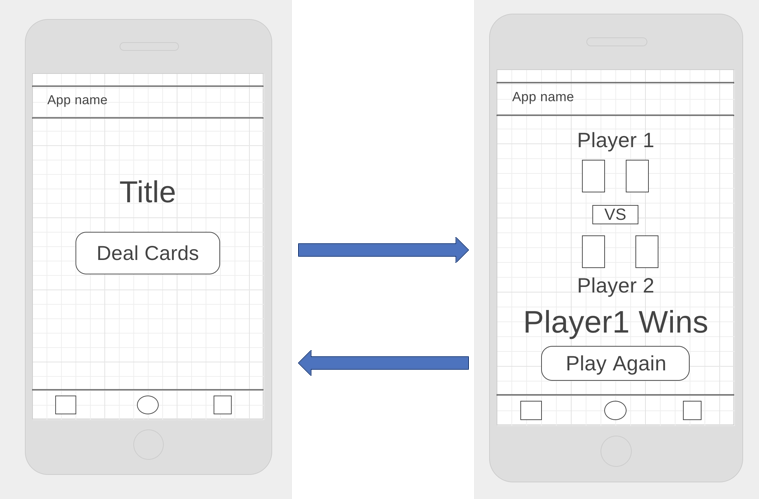 App name
Title
Deal Cards
App name
Player 1
VS
Player 2
Player1 Wins
Play Again